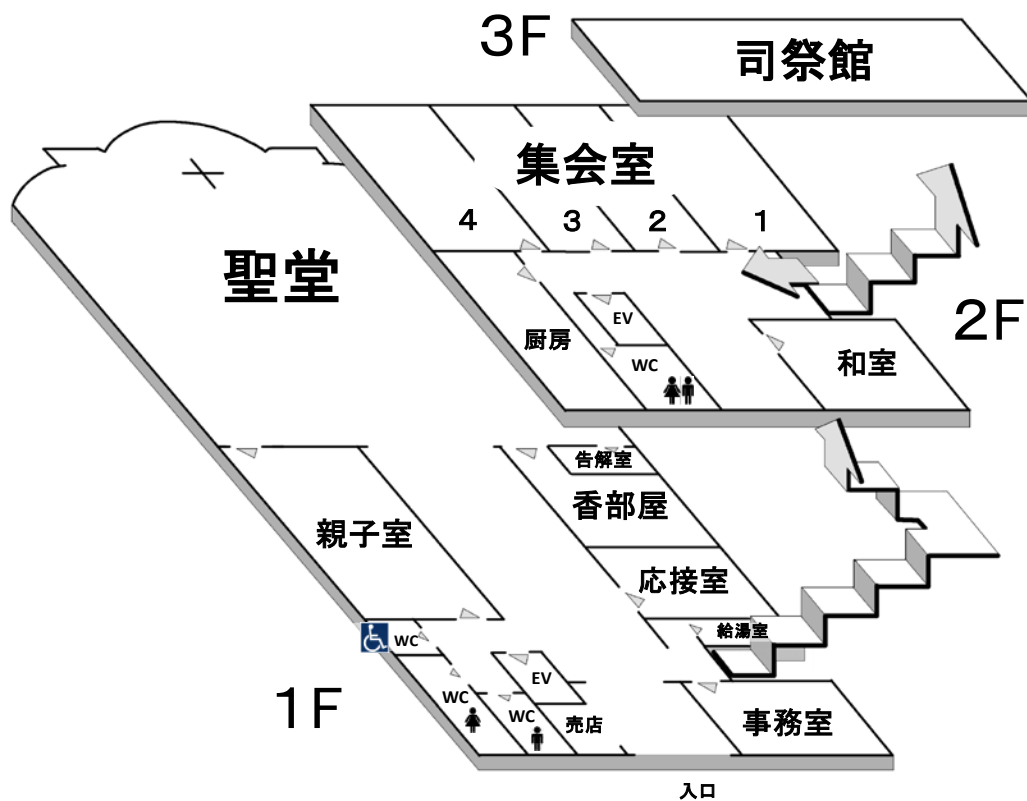 3F
司祭館
集会室
4
3
2
1
聖堂
2F
EV
厨房
WC
和室
告解室
香部屋
親子室
応接室
給湯室
WC
EV
1F
WC
WC
売店
事務室
入口